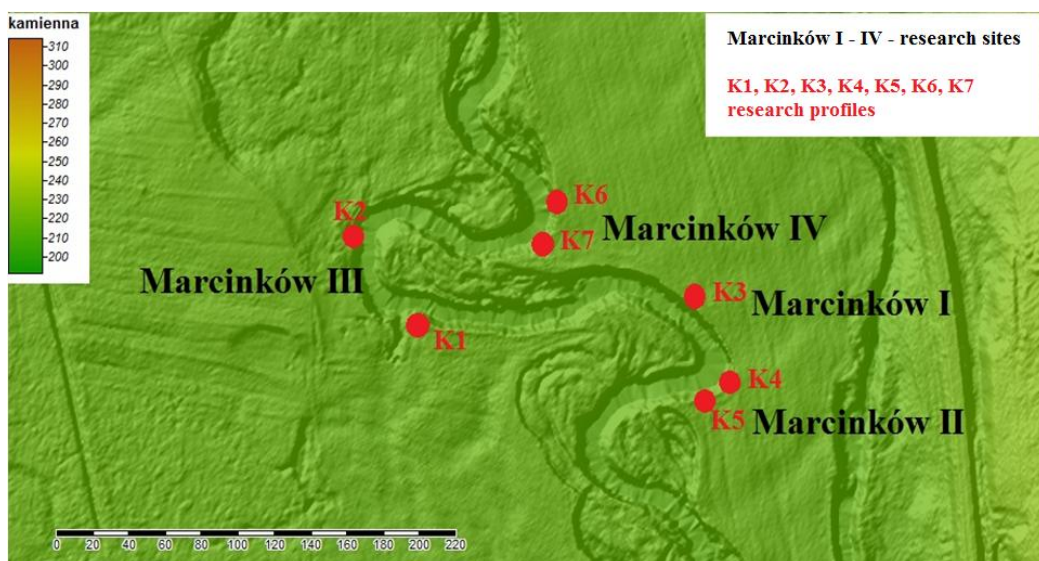 kamienna
310
300
290
280
270
260
250
240
230
220
210
200
Marcinków I - IV - research sites
K1, K2, K3, K4, K5, K6, K7
research profiles
K6
K2
K7
Marcinków IV
Marcinków III
K3
Marcinków I
K1
K4
K5
Marcinków II
0 20 40 60 80 100 120 140 160 180 200 220